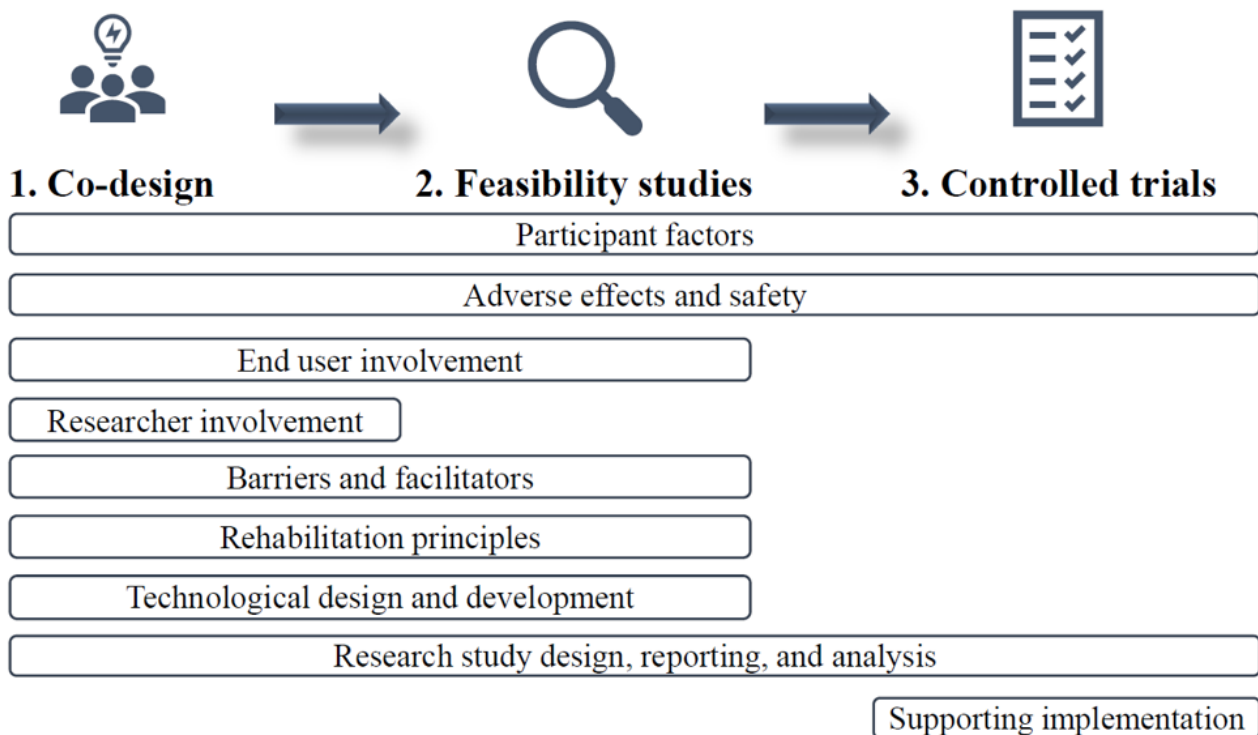 1. Co-design
2. Feasibility studies
3. Controlled trials
Participant factors
Adverse effects and safety
End user involvement
Researcher involvement
Barriers and facilitators
Rehabilitation principles
Technological design and development
Research study design, reporting, and analysis
Supporting implementation